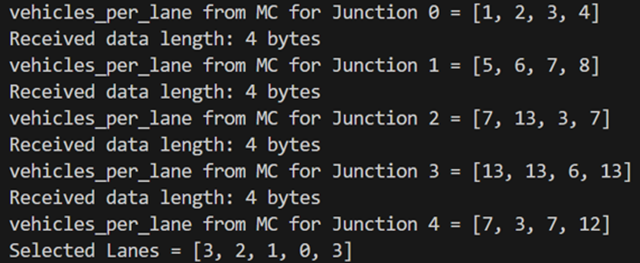 vehicles_per_lane from MC for Junction 0 = [1, 2, 3, 4]
Received data length: 4 bytes
vehicles_per_lane from MC for Junction 1 = [5, 6, 7, 8]
Received data length: 4 bytes
vehicles_per_lane from MC for Junction 2 = [7, 13, 3, 7]
Received data length: 4 bytes
vehicles_per_lane from MC for Junction 3 = [13, 13, 6, 13]
Received data length: 4 bytes
vehicles_per_lane from MC for Junction 4 = [7, 3, 7, 12]
Selected Lanes = [3, 2, 1, 0, 3]